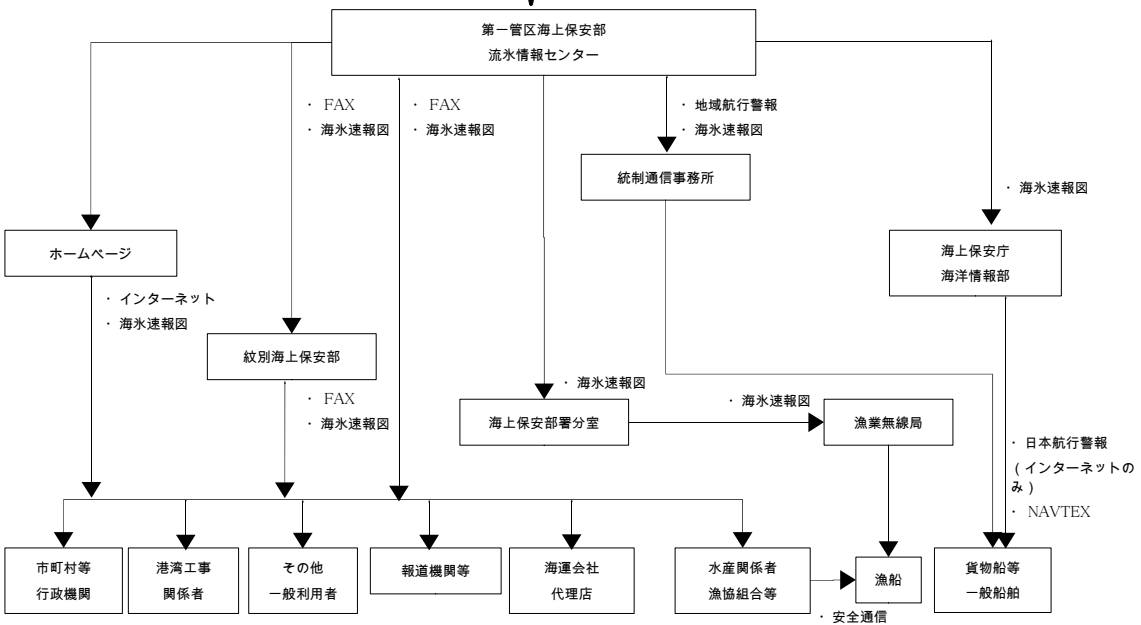 第一管区海上保安部
流氷情報センター
・ FAX
・ 海氷速報図
・ FAX
・ 海氷速報図
・ 地域航行警報
・ 海氷速報図
統制通信事務所
・ 海氷速報図
ホームページ
海上保安庁
海洋情報部
・ インターネット
・ 海氷速報図
紋別海上保安部
・ FAX
・ 海氷速報図
・ 海氷速報図
海上保安部署分室
・ 海氷速報図
漁業無線局
・ 日本航行警報
(インターネットの
み)
・ NAVTEX
市町村等
行政機関
港湾工事
関係者
その他
一般利用者
報道機関等
海運会社
代理店
水産関係者
漁協組合等
・ 安全通信
漁船
貨物船等
一般船舶